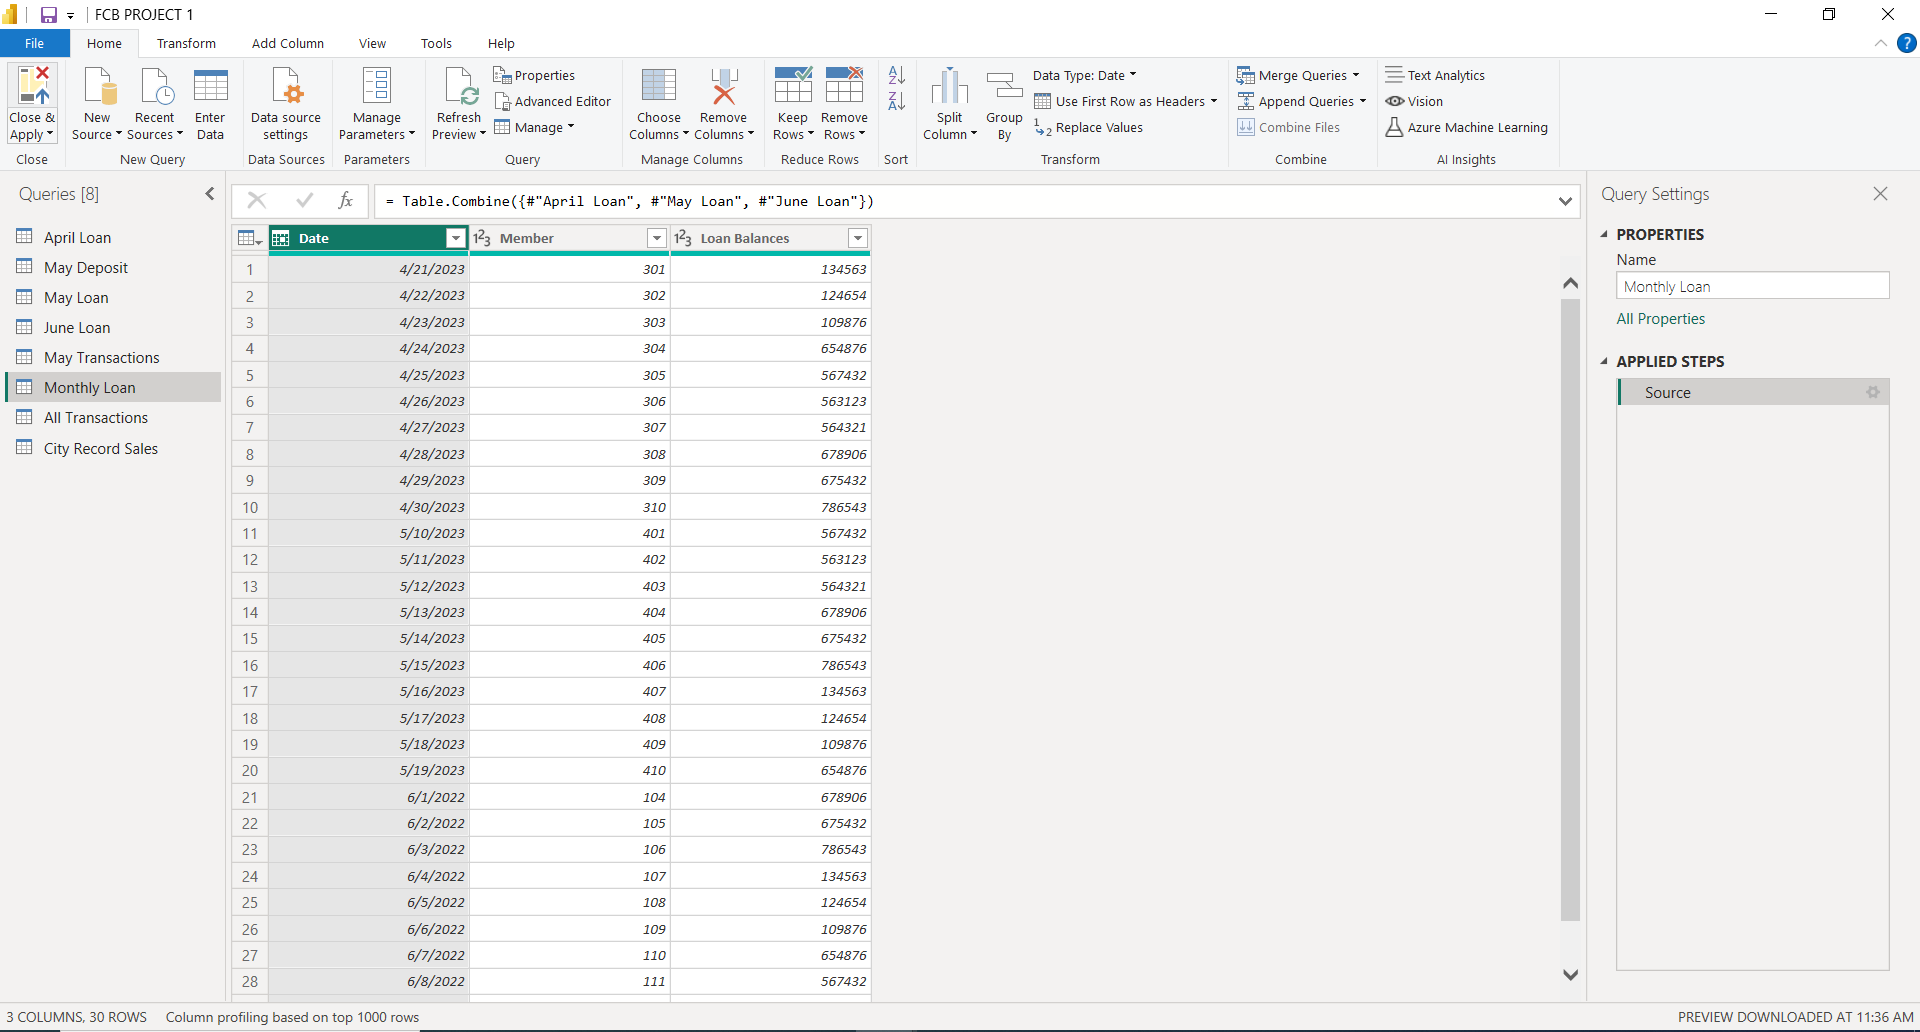 FCB PROJECT 1
File Home Transform Add Column View Tools Help ?
Close & Apply
New Source
Recent Sources
Enter Data
Data source settings
Manage Parameters
Refresh Preview
Properties
Advanced Editor
Manage
Choose Columns
Remove Columns
Keep Rows
Remove Rows
Split Column
Group By
Data Type: Date
Use First Row as Headers
Replace Values
Merge Queries
Append Queries
Combine Files
Text Analytics
Vision
Azure Machine Learning
Close New Query Data Sources Parameters Query Manage Columns Reduce Rows Sort Transform Combine AI Insights
Queries [8]
April Loan
May Deposit
May Loan
June Loan
May Transactions
Monthly Loan
All Transactions
City Record Sales
fx = Table.Combine({#"April Loan", #"May Loan", #"June Loan"})
Date 123 Member 123 Loan Balances
1 4/21/2023 301 134563
2 4/22/2023 302 124654
3 4/23/2023 303 109876
4 4/24/2023 304 654876
5 4/25/2023 305 567432
6 4/26/2023 306 563123
7 4/27/2023 307 564321
8 4/28/2023 308 678906
9 4/29/2023 309 675432
10 4/30/2023 310 786543
11 5/10/2023 401 567432
12 5/11/2023 402 563123
13 5/12/2023 403 564321
14 5/13/2023 404 678906
15 5/14/2023 405 675432
16 5/15/2023 406 786543
17 5/16/2023 407 134563
18 5/17/2023 408 124654
19 5/18/2023 409 109876
20 5/19/2023 410 654876
21 6/1/2022 104 678906
22 6/2/2022 105 675432
23 6/3/2022 106 786543
24 6/4/2022 107 134563
25 6/5/2022 108 124654
26 6/6/2022 109 109876
27 6/7/2022 110 654876
28 6/8/2022 111 567432
Query Settings
PROPERTIES
Name
Monthly Loan
All Properties
APPLIED STEPS
Source
3 COLUMNS, 30 ROWS Column profiling based on top 1000 rows
PREVIEW DOWNLOADED AT 11:36 AM